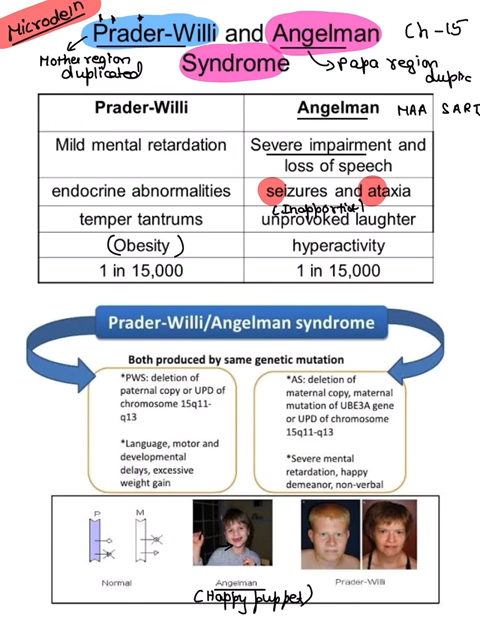 Microdeln
Prader-Willi and Angelman
Syndrome
Ch-15
Mother region
duplicated
Papa region
Prader-Willi Angelman MAA SART
Mild mental retardation Severe impairment and
loss of speech
endocrine abnormalities seizures and ataxia
temper tantrums unprovoked laughter
(Obesity) hyperactivity
1 in 15,000 1 in 15,000
Prader-Willi/Angelman syndrome
Both produced by same genetic mutation
*PWS: deletion of
paternal copy or UPD of
chromosome 15q11-
q13
*Language, motor and
developmental
delays, excessive
weight gain
*AS: deletion of
maternal copy, maternal
mutation of UBE3A gene
or UPD of chromosome
15q11-q13
*Severe mental
retardation, happy
demeanor, non-verbal
P M
Normal Angelman Prader-Willi
(Happy puppet)